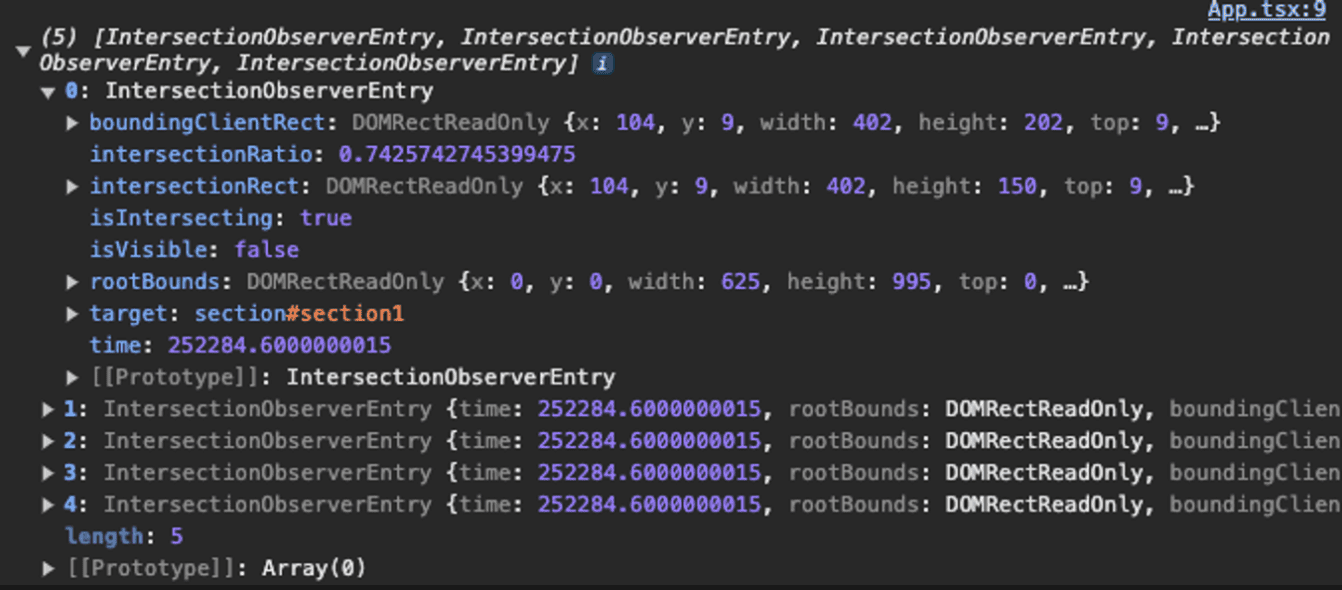 App.tsx:9
(5) [IntersectionObserverEntry, IntersectionObserverEntry, IntersectionObserverEntry, Intersection
ObserverEntry, IntersectionObserverEntry] i
0: IntersectionObserverEntry
boundingClientRect: DOMRectReadOnly {x: 104, y: 9, width: 402, height: 202, top: 9, …}
intersectionRatio: 0.7425742745399475
intersectionRect: DOMRectReadOnly {x: 104, y: 9, width: 402, height: 150, top: 9, …}
isIntersecting: true
isVisible: false
rootBounds: DOMRectReadOnly {x: 0, y: 0, width: 625, height: 995, top: 0, …}
target: section#section1
time: 252284.6000000015
[[Prototype]]: IntersectionObserverEntry
1: IntersectionObserverEntry {time: 252284.6000000015, rootBounds: DOMRectReadOnly, boundingClien
2: IntersectionObserverEntry {time: 252284.6000000015, rootBounds: DOMRectReadOnly, boundingClien
3: IntersectionObserverEntry {time: 252284.6000000015, rootBounds: DOMRectReadOnly, boundingClien
4: IntersectionObserverEntry {time: 252284.6000000015, rootBounds: DOMRectReadOnly, boundingClien
length: 5
[[Prototype]]: Array(0)